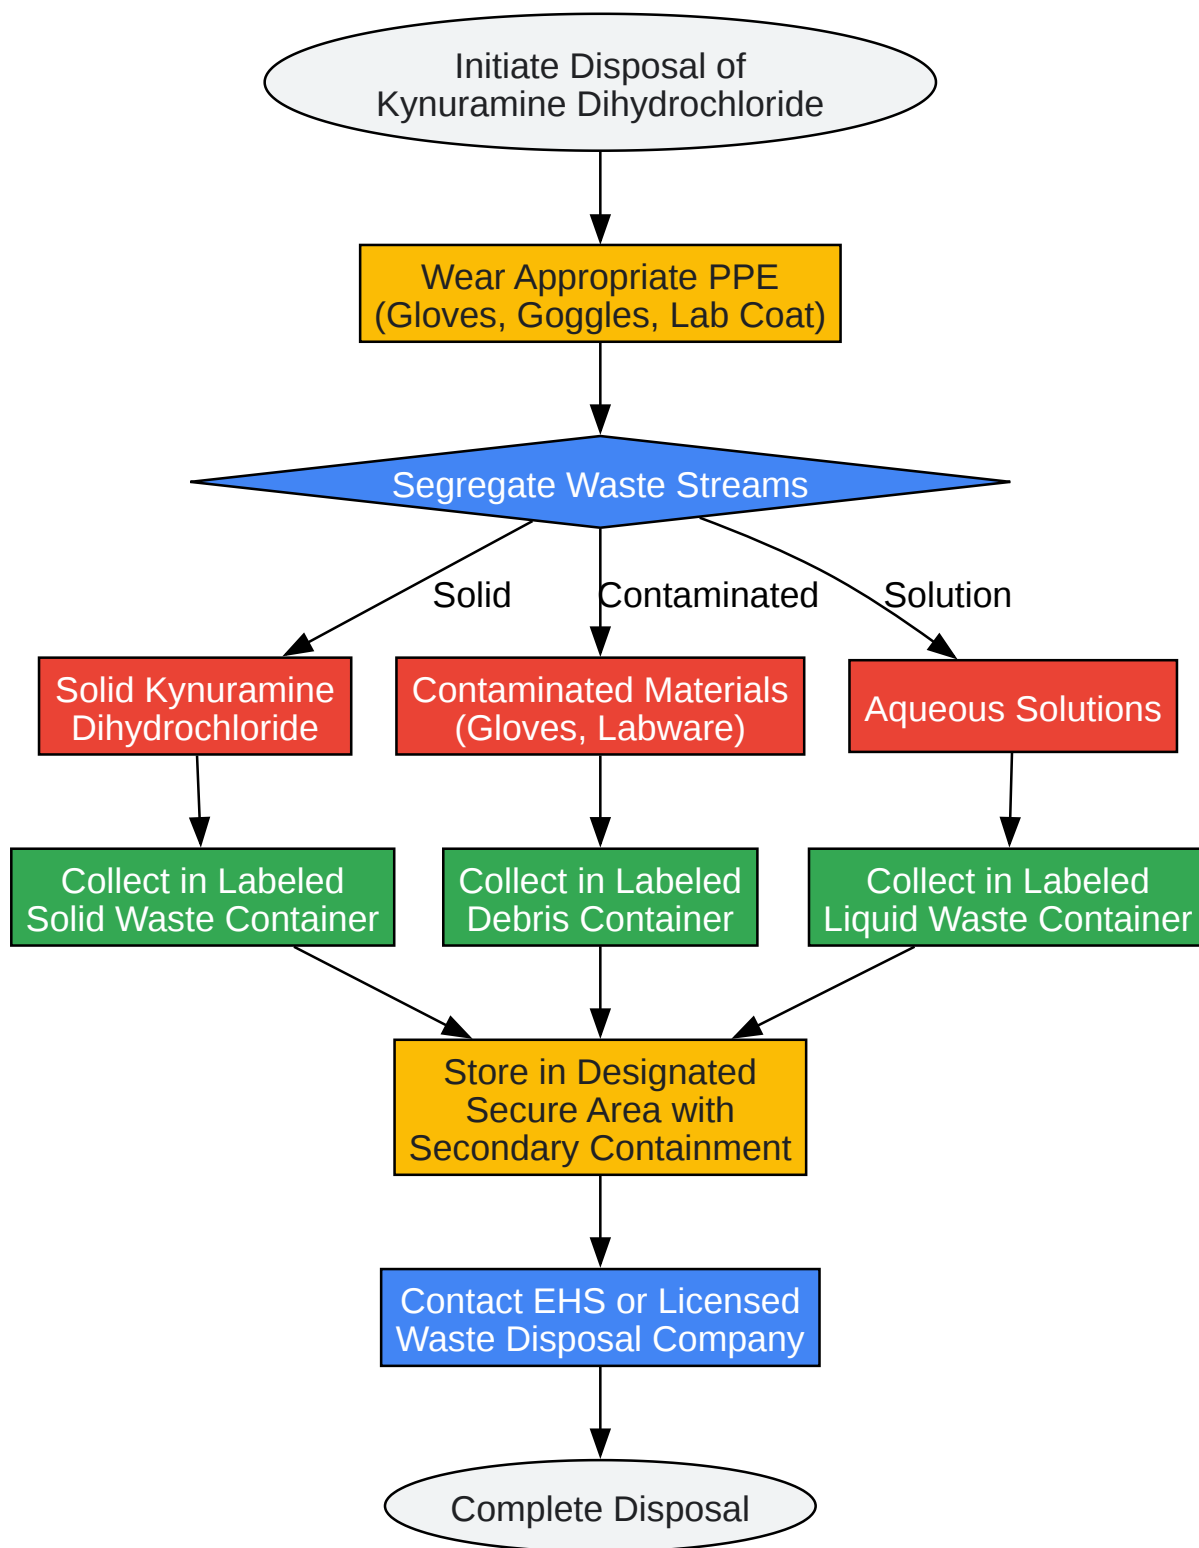 Initiate Disposal of
Kynuramine Dihydrochloride
Wear Appropriate PPE
(Gloves, Goggles, Lab Coat)
Segregate Waste Streams
Solid
Contaminated
Solution
Solid Kynuramine
Dihydrochloride
Contaminated Materials
(Gloves, Labware)
Aqueous Solutions
Collect in Labeled
Solid Waste Container
Collect in Labeled
Debris Container
Collect in Labeled
Liquid Waste Container
Store in Designated
Secure Area with
Secondary Containment
Contact EHS or Licensed
Waste Disposal Company
Complete Disposal